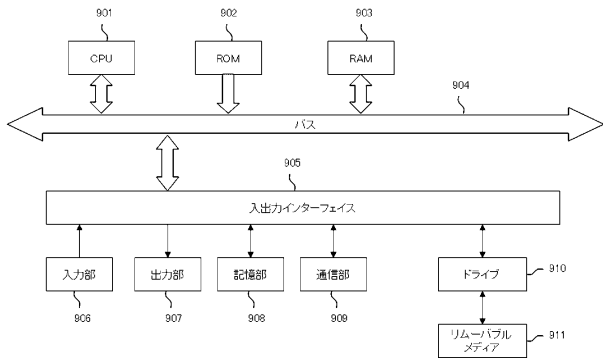 901
902
903
CPU
ROM
RAM
904
バス
905
入出力インターフェイス
入力部
出力部
記憶部
通信部
ドライブ
910
906
907
908
909
リムーバブル
メディア
911